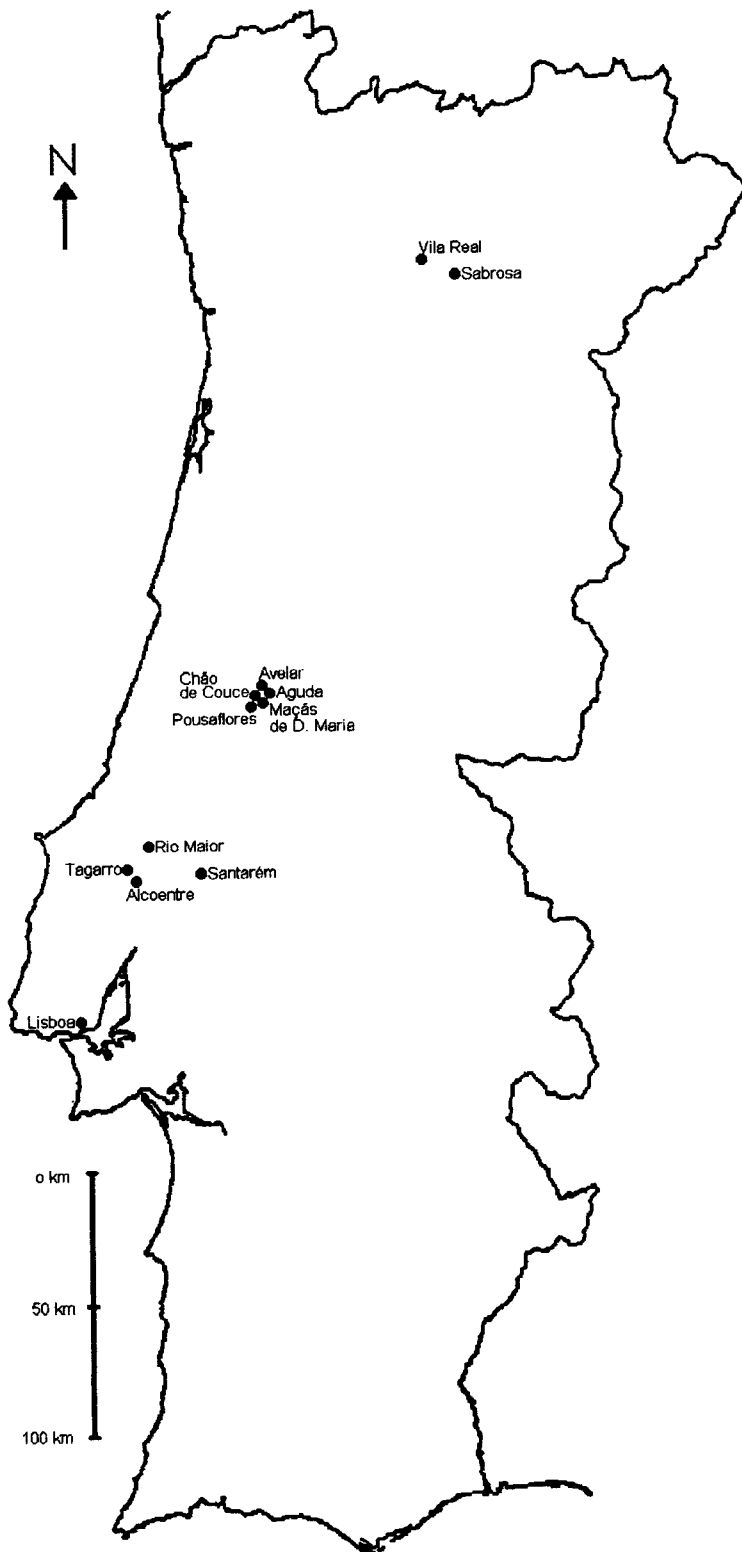 N
Vila Real
Sabrosa
Avelar
Chão
de Couce
Aguda
Maçãs
de D. Maria
Pousaflores
Rio Maior
Tagarro
Santarém
Alcoentre
Lisboa
o km
50 km
100 km